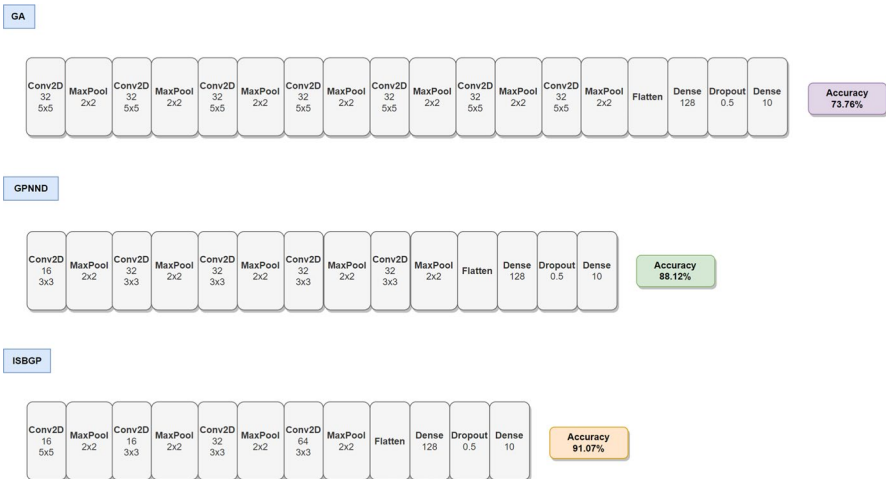 GA
Conv2D
32
5x5
MaxPool
2x2
Conv2D
32
5x5
MaxPool
2x2
Conv2D
32
5x5
MaxPool
2x2
Conv2D
32
5x5
MaxPool
2x2
Conv2D
32
5x5
MaxPool
2x2
Conv2D
32
5x5
MaxPool
2x2
Conv2D
32
5x5
MaxPool
2x2
Flatten
Dense
128
Dropout
0.5
Dense
10
Accuracy
73.76%
GPNND
Conv2D
16
3x3
MaxPool
2x2
Conv2D
32
3x3
MaxPool
2x2
Conv2D
32
3x3
MaxPool
2x2
Conv2D
32
3x3
MaxPool
2x2
Conv2D
32
3x3
MaxPool
2x2
Flatten
Dense
128
Dropout
0.5
Dense
10
Accuracy
88.12%
ISBGP
Conv2D
16
5x5
MaxPool
2x2
Conv2D
16
3x3
MaxPool
2x2
Conv2D
32
3x3
MaxPool
2x2
Conv2D
64
3x3
MaxPool
2x2
Flatten
Dense
128
Dropout
0.5
Dense
10
Accuracy
91.07%